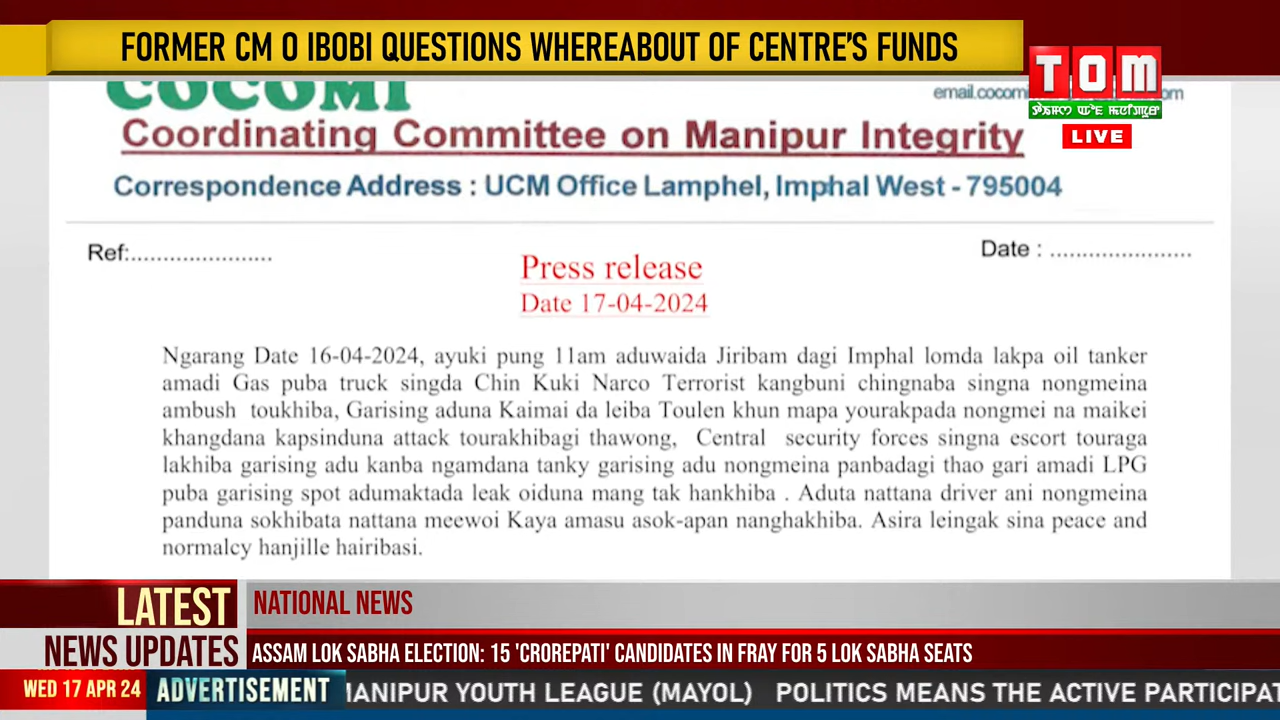 FORMER CM O IBOBI QUESTIONS WHEREABOUT OF CENTRE'S FUNDS
TOM
LIVE
COCOMI
Coordinating Committee on Manipur Integrity
Correspondence Address : UCM Office Lamphel, Imphal West - 795004
Ref:......................
Date : ......................
Press release
Date 17-04-2024
Ngarang Date 16-04-2024, ayuki pung 11am aduwaida Jiribam dagi Imphal lomda lakpa oil tanker
amadi Gas puba truck singda Chin Kuki Narco Terrorist kangbuni chingnaba singna nongmeina
ambush toukhiba, Garising aduna Kaimai da leiba Toulen khun mapa yourakpada nongmei na maikei
khangdana kapsinduna attack tourakhibagi thawong, Central security forces singna escort touraga
lakhiba garising adu kanba ngamdana tanky garising adu nongmeina panbadagi thao gari amadi LPG
puba garising spot adumaktada leak oiduna mang tak hankhiba . Aduta nattana driver ani nongmeina
panduna sokhibata nattana meewoi Kaya amasu asok-apan nanghakhiba. Asira leingak sina peace and
normalcy hanjille hairibasi.
LATEST
NEWS UPDATES
NATIONAL NEWS
ASSAM LOK SABHA ELECTION: 15 'CROREPATI' CANDIDATES IN FRAY FOR 5 LOK SABHA SEATS
WED 17 APR 24
ADVERTISEMENT
MANIPUR YOUTH LEAGUE (MAYOL) POLITICS MEANS THE ACTIVE PARTICIPAT